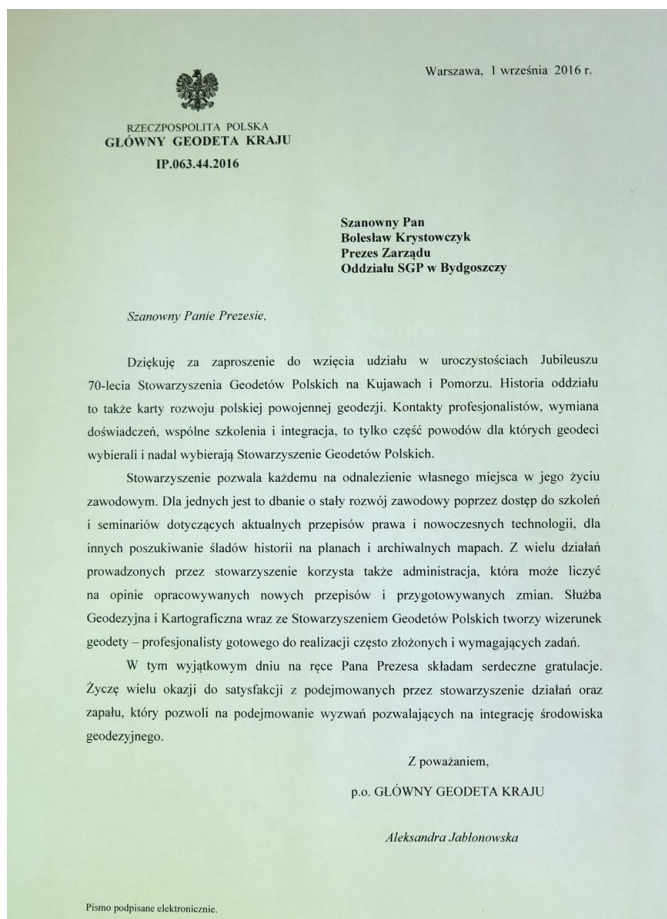 Warszawa, 1 września 2016 r.
RZECZPOSPOLITA POLSKA
GŁÓWNY GEODETA KRAJU
IP.063.44.2016
Szanowny Pan
Bolesław Krystowczyk
Prezes Zarządu
Oddziału SGP w Bydgoszczy
Szanowny Panie Prezesie,
Dziękuję za zaproszenie do wzięcia udziału w uroczystościach Jubileuszu
70-lecia Stowarzyszenia Geodetów Polskich na Kujawach i Pomorzu. Historia oddziału
to także karty rozwoju polskiej powojennej geodezji. Kontakty profesjonalistów, wymiana
doświadczeń, wspólne szkolenia i integracja, to tylko część powodów dla których geodeci
wybierali i nadal wybierają Stowarzyszenie Geodetów Polskich.
Stowarzyszenie pozwala każdemu na odnalezienie własnego miejsca w jego życiu
zawodowym. Dla jednych jest to dbanie o stały rozwój zawodowy poprzez dostęp do szkoleń
i seminariów dotyczących aktualnych przepisów prawa i nowoczesnych technologii, dla
innych poszukiwanie śladów historii na planach i archiwalnych mapach. Z wielu działań
prowadzonych przez stowarzyszenie korzysta także administracja, która może liczyć
na opinie opracowywanych nowych przepisów i przygotowywanych zmian. Służba
Geodezyjna i Kartograficzna wraz ze Stowarzyszeniem Geodetów Polskich tworzy wizerunek
geodety – profesjonalisty gotowego do realizacji często złożonych i wymagających zadań.
W tym wyjątkowym dniu na ręce Pana Prezesa składam serdeczne gratulacje.
Życzę wielu okazji do satysfakcji z podejmowanych przez stowarzyszenie działań oraz
zapału, który pozwoli na podejmowanie wyzwań pozwalających na integrację środowiska
geodezyjnego.
Z poważaniem,
p.o. GŁÓWNY GEODETA KRAJU
Aleksandra Jabłonowska
Pismo podpisane elektronicznie.